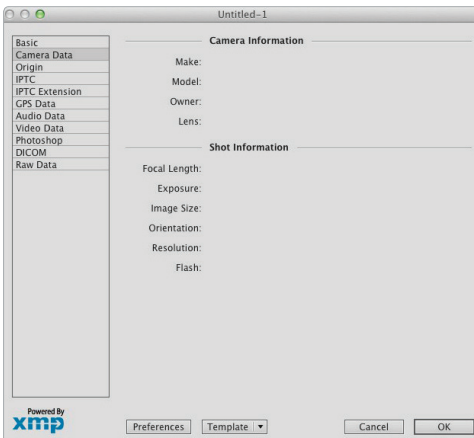 Untitled-1
Basic
Camera Data
Origin
IPTC
IPTC Extension
GPS Data
Audio Data
Video Data
Photoshop
DICOM
Raw Data
Camera Information
Make:
Model:
Owner:
Lens:
Shot Information
Focal Length:
Exposure:
Image Size:
Orientation:
Resolution:
Flash:
Powered By
xmp
Preferences
Template
Cancel
OK